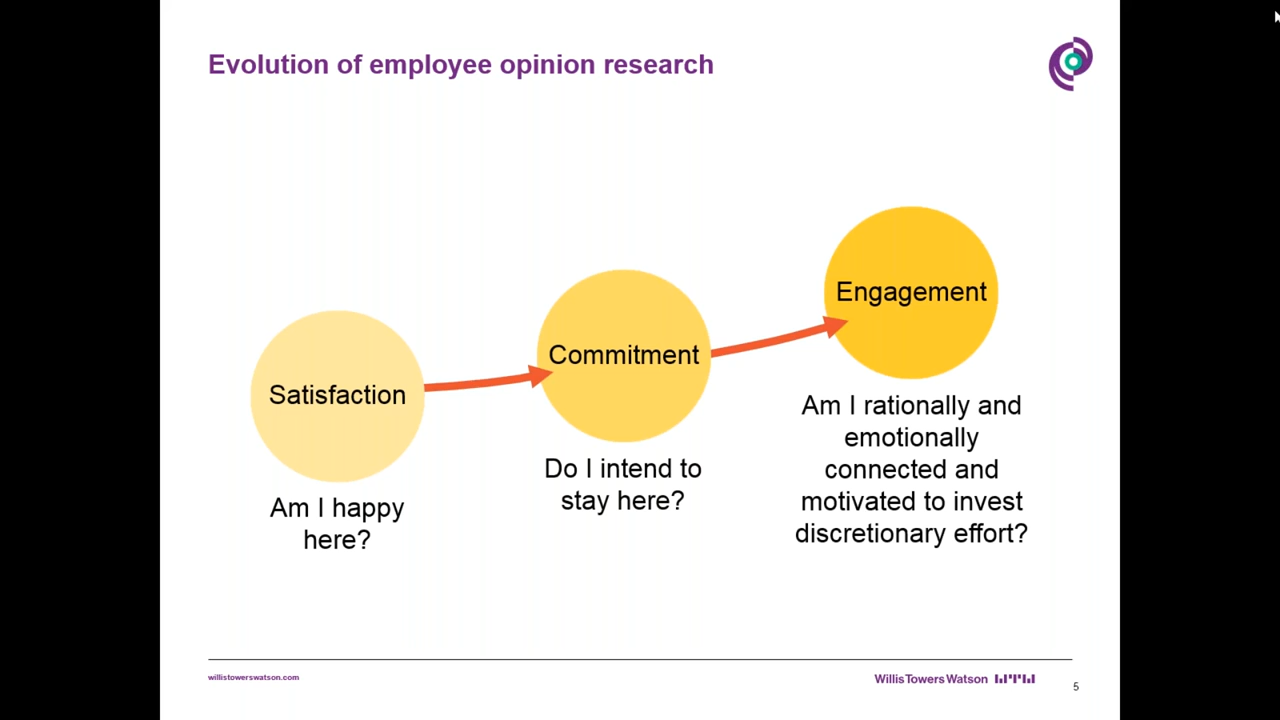 Evolution of employee opinion research
Satisfaction
Am I happy
here?
Commitment
Do I intend to
stay here?
Engagement
Am I rationally and
emotionally
connected and
motivated to invest
discretionary effort?
willistowerswatson.com
Willis Towers Watson
5